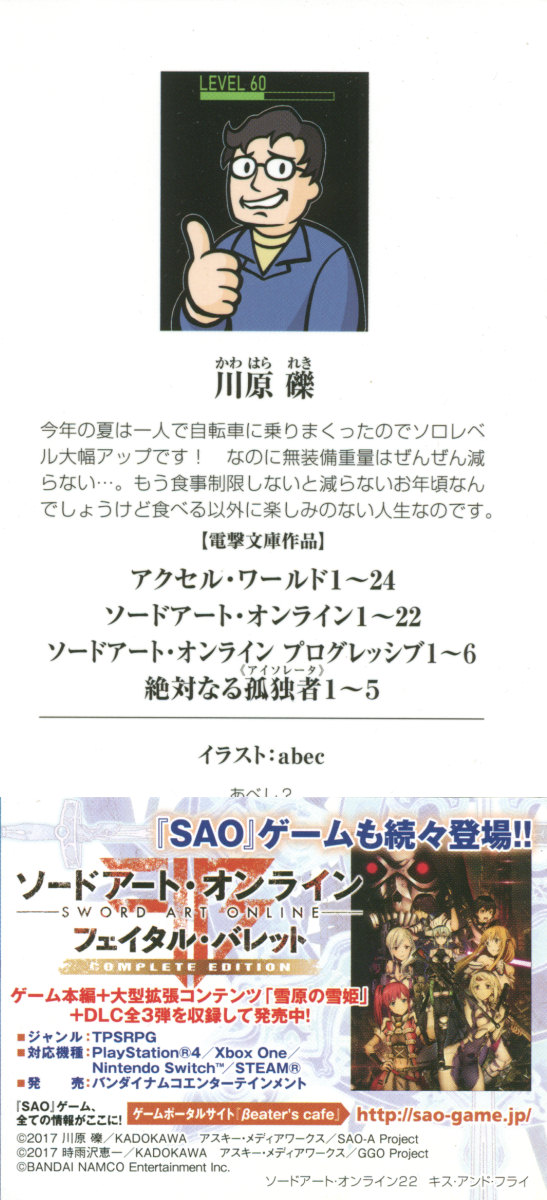 LEVEL 60
かわ はら れき
川原 礫
今年の夏は一人で自転車に乗りまくったのでソロレベ
ル大幅アップです！ なのに無装備重量はぜんぜん減
らない…。もう食事制限しないと減らないお年頃なん
でしょうけど食べる以外に楽しみのない人生なのです。
【電撃文庫作品】
アクセル・ワールド1〜24
ソードアート・オンライン1〜22
ソードアート・オンライン プログレッシブ1〜6
《アイソレータ》
絶対なる孤独者1〜5
イラスト：abec
『SAO』ゲームも続々登場!!
ソードアート・オンライン
SWORD ART ONLINE
フェイタル・バレット
COMPLETE EDITION
ゲーム本編+大型拡張コンテンツ「雪原の歌姫」
+DLC全3弾を収録して発売中!
■ジャンル：TPSRPG
■対応機種：PlayStation®4／Xbox One／
Nintendo Switch™／STEAM®
■発 売：バンダイナムコエンターテインメント
『SAO』ゲーム、
全ての情報がここに!
ゲームポータルサイト『βeater's cafe』
http://sao-game.jp/
©2017 川原 礫／KADOKAWA アスキー・メディアワークス／SAO-A Project
©2017 時雨沢恵一／KADOKAWA アスキー・メディアワークス／GGO Project
©BANDAI NAMCO Entertainment Inc.
ソードアート・オンライン22 キス・アンド・フライ